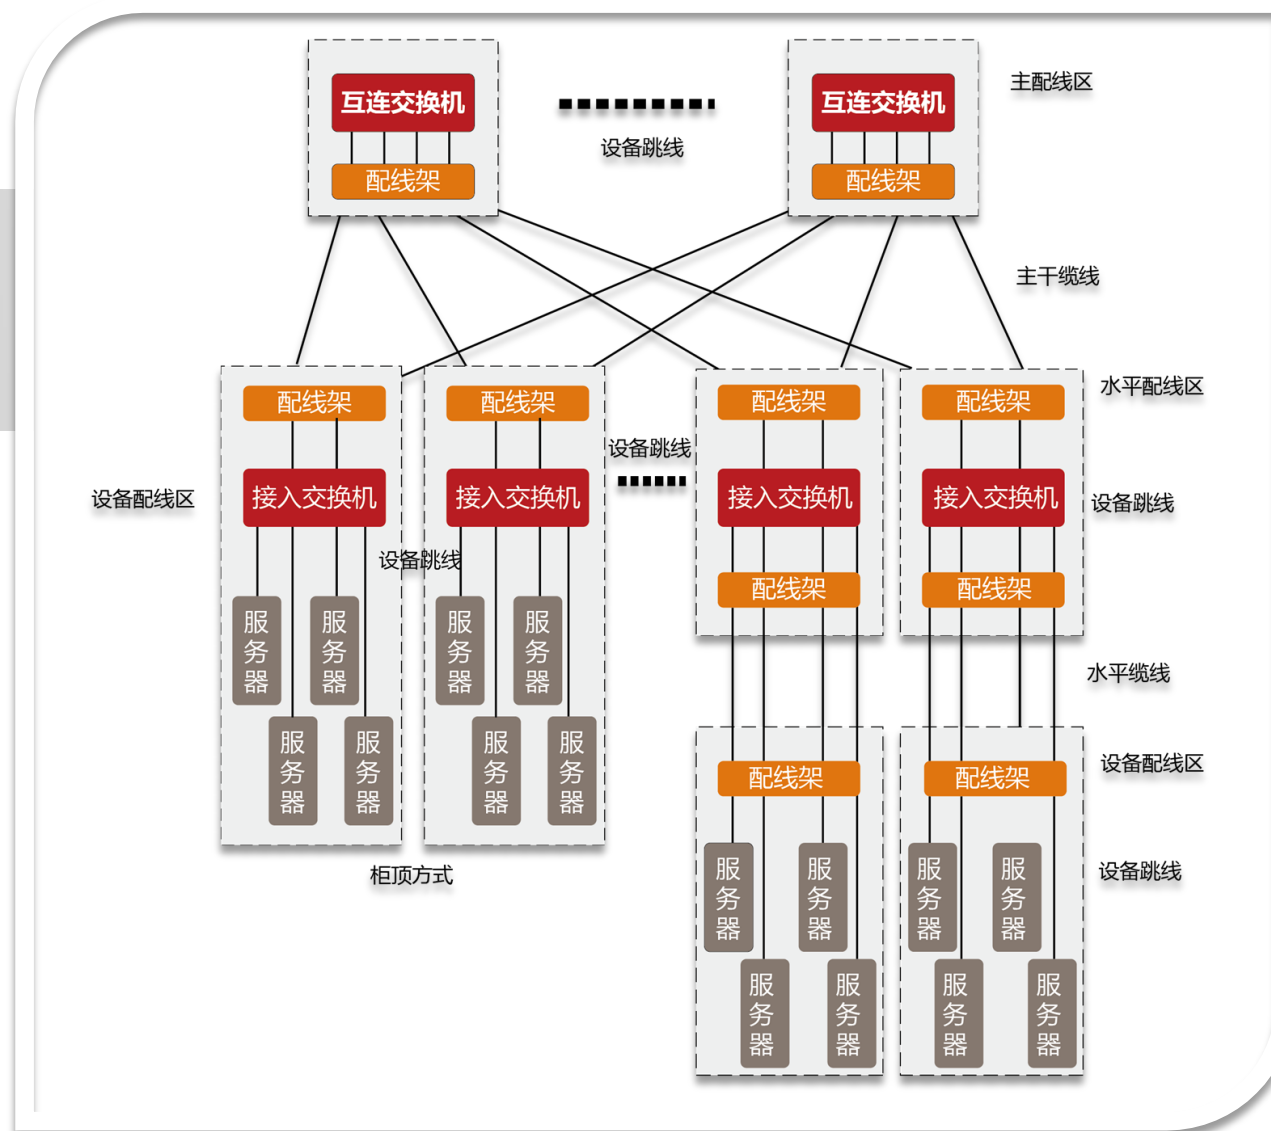 互连交换机
互连交换机
主配线区
设备跳线
配线架
配线架
主干缆线
配线架
配线架
配线架
配线架
水平配线区
设备跳线
设备配线区
接入交换机
接入交换机
接入交换机
接入交换机
设备跳线
设备跳线
配线架
配线架
服务器
服务器
服务器
服务器
水平缆线
服务器
服务器
服务器
服务器
配线架
配线架
设备配线区
柜顶方式
服务器
服务器
服务器
服务器
设备跳线
服务器
服务器
服务器
服务器